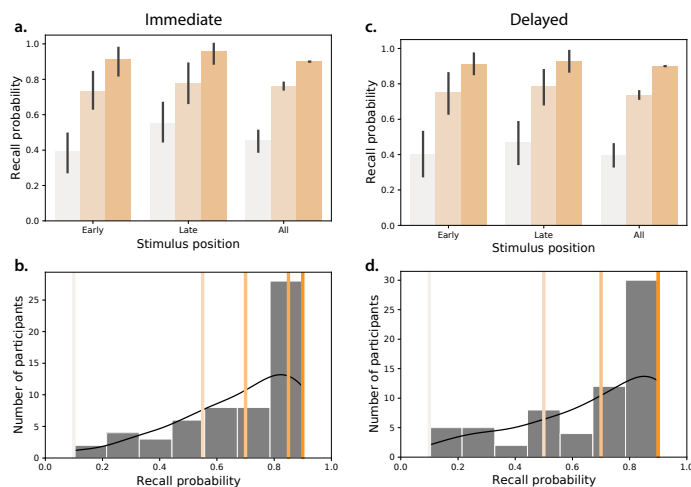 Immediate
Delayed
a.
1.0
0.8
0.6
0.4
0.2
0.0
Recall probability
Early
Late
All
Stimulus position
c.
1.0
0.8
0.6
0.4
0.2
0.0
Recall probability
Early
Late
All
Stimulus position
b.
25
20
15
10
5
0
Number of participants
0.0
0.2
0.4
0.6
0.8
1.0
Recall probability
d.
30
25
20
15
10
5
0
Number of participants
0.0
0.2
0.4
0.6
0.8
1.0
Recall probability